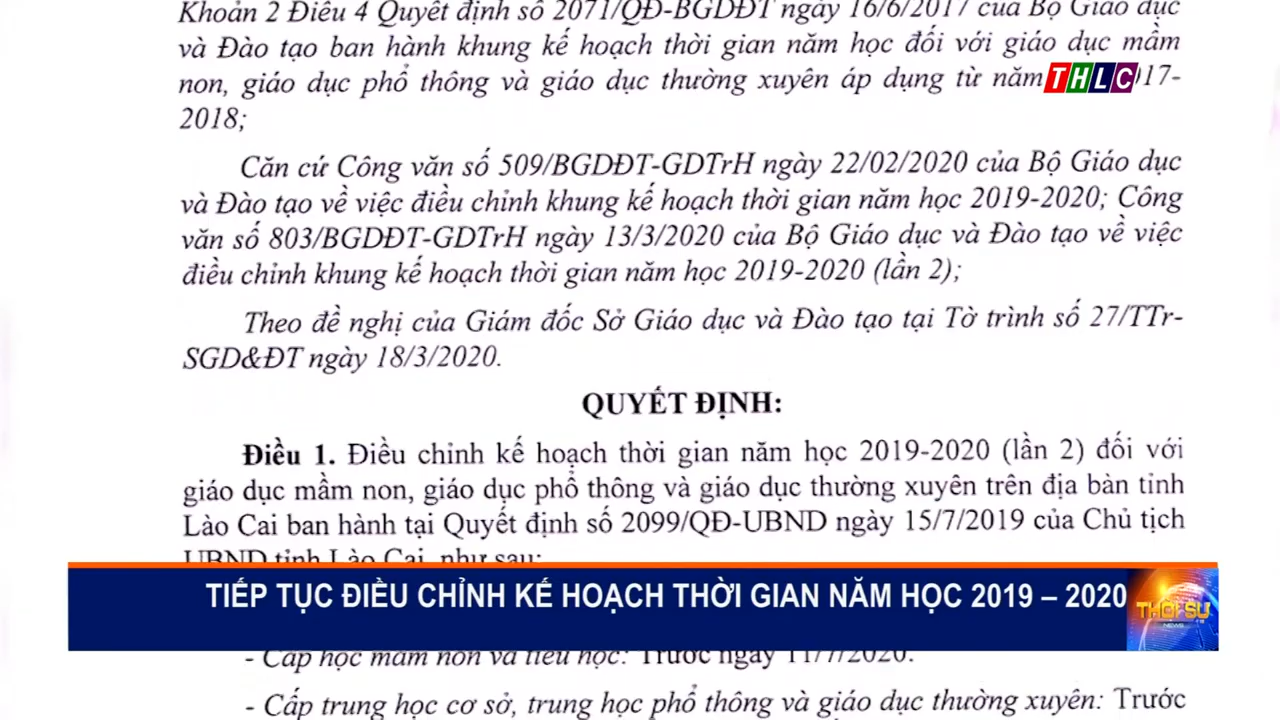 Khoản 2 Điều 4 Quyết định số 2071/QĐ-BGDĐT ngày 16/6/2017 của Bộ Giáo dục
và Đào tạo ban hành khung kế hoạch thời gian năm học đối với giáo dục mầm
non, giáo dục phổ thông và giáo dục thường xuyên áp dụng từ năm 17-
THLC
2018;
Căn cứ Công văn số 509/BGDĐT-GDTrH ngày 22/02/2020 của Bộ Giáo dục
và Đào tạo về việc điều chỉnh khung kế hoạch thời gian năm học 2019-2020; Công
văn số 803/BGDĐT-GDTrH ngày 13/3/2020 của Bộ Giáo dục và Đào tạo về việc
điều chỉnh khung kế hoạch thời gian năm học 2019-2020 (lần 2);
Theo đề nghị của Giám đốc Sở Giáo dục và Đào tạo tại Tờ trình số 27/TTr-
SGD&ĐT ngày 18/3/2020.
QUYẾT ĐỊNH:
Điều 1. Điều chỉnh kế hoạch thời gian năm học 2019-2020 (lần 2) đối với
giáo dục mầm non, giáo dục phổ thông và giáo dục thường xuyên trên địa bàn tỉnh
Lào Cai ban hành tại Quyết định số 2099/QĐ-UBND ngày 15/7/2019 của Chủ tịch
UBND tỉnh Lào Cai, như sau:
TIẾP TỤC ĐIỀU CHỈNH KẾ HOẠCH THỜI GIAN NĂM HỌC 2019 – 2020
THỜI SỰ
NEWS
- Cấp học mầm non và tiểu học: Trước ngày 11/7/2020.
- Cấp trung học cơ sở, trung học phổ thông và giáo dục thường xuyên: Trước